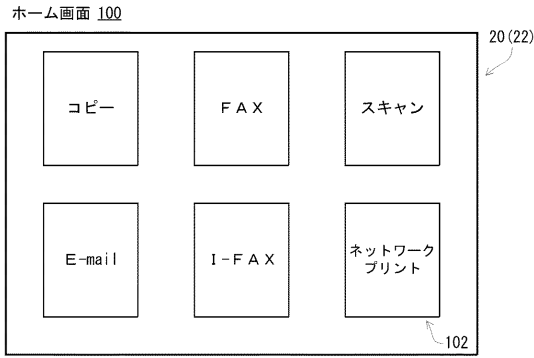 ホーム画面 100
20(22)
コピー
FAX
スキャン
E-mail
I-FAX
ネットワーク
プリント
102